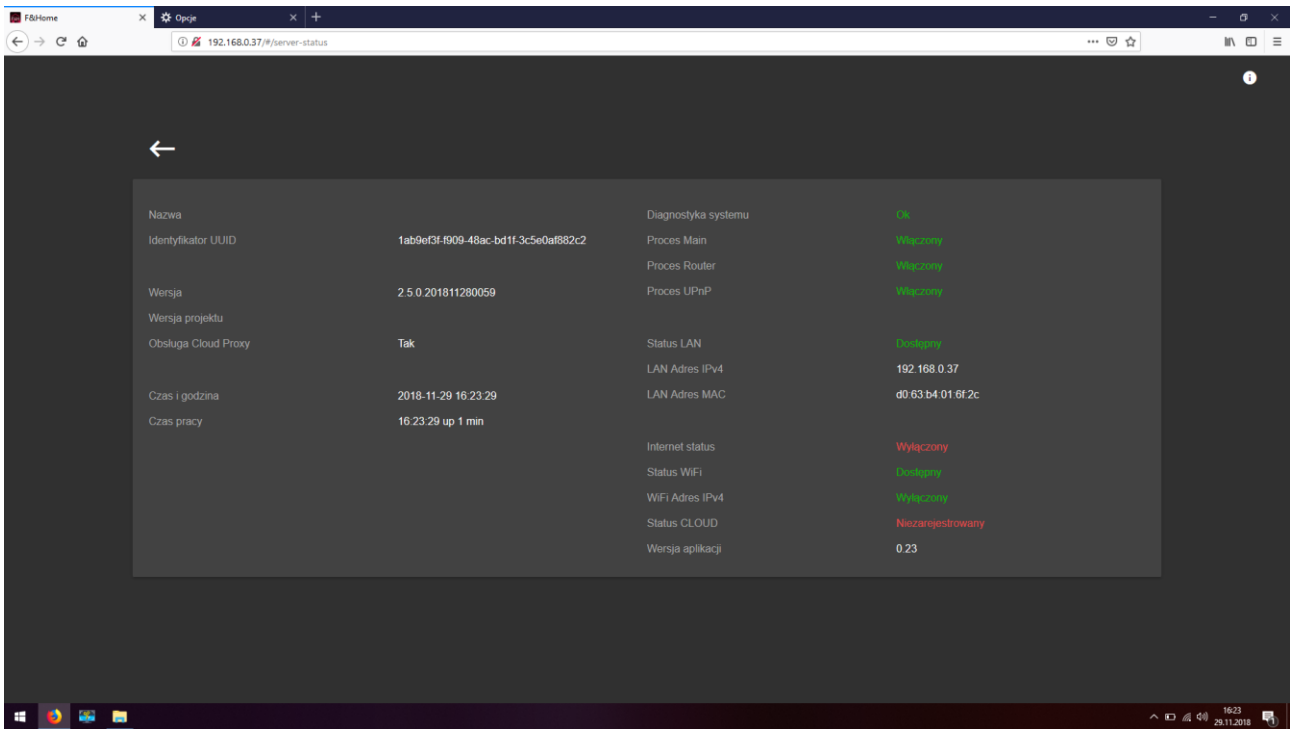 F&Home
Opcje
192.168.0.37/#/server-status
Nazwa
Identyfikator UUID 1ab9ef3f-f909-48ac-bd1f-3c5e0af882c2
Wersja 2.5.0.201811280059
Wersja projektu
Obsługa Cloud Proxy Tak
Czas i godzina 2018-11-29 16:23:29
Czas pracy 16:23:29 up 1 min
Diagnostyka systemu Ok
Proces Main Włączony
Proces Router Włączony
Proces UPnP Włączony
Status LAN Dostępny
LAN Adres IPv4 192.168.0.37
LAN Adres MAC d0:63:b4:01:6f:2c
Internet status Wyłączony
Status WiFi Dostępny
WiFi Adres IPv4 Wyłączony
Status CLOUD Niezarejestrowany
Wersja aplikacji 0.23
16:23
29.11.2018